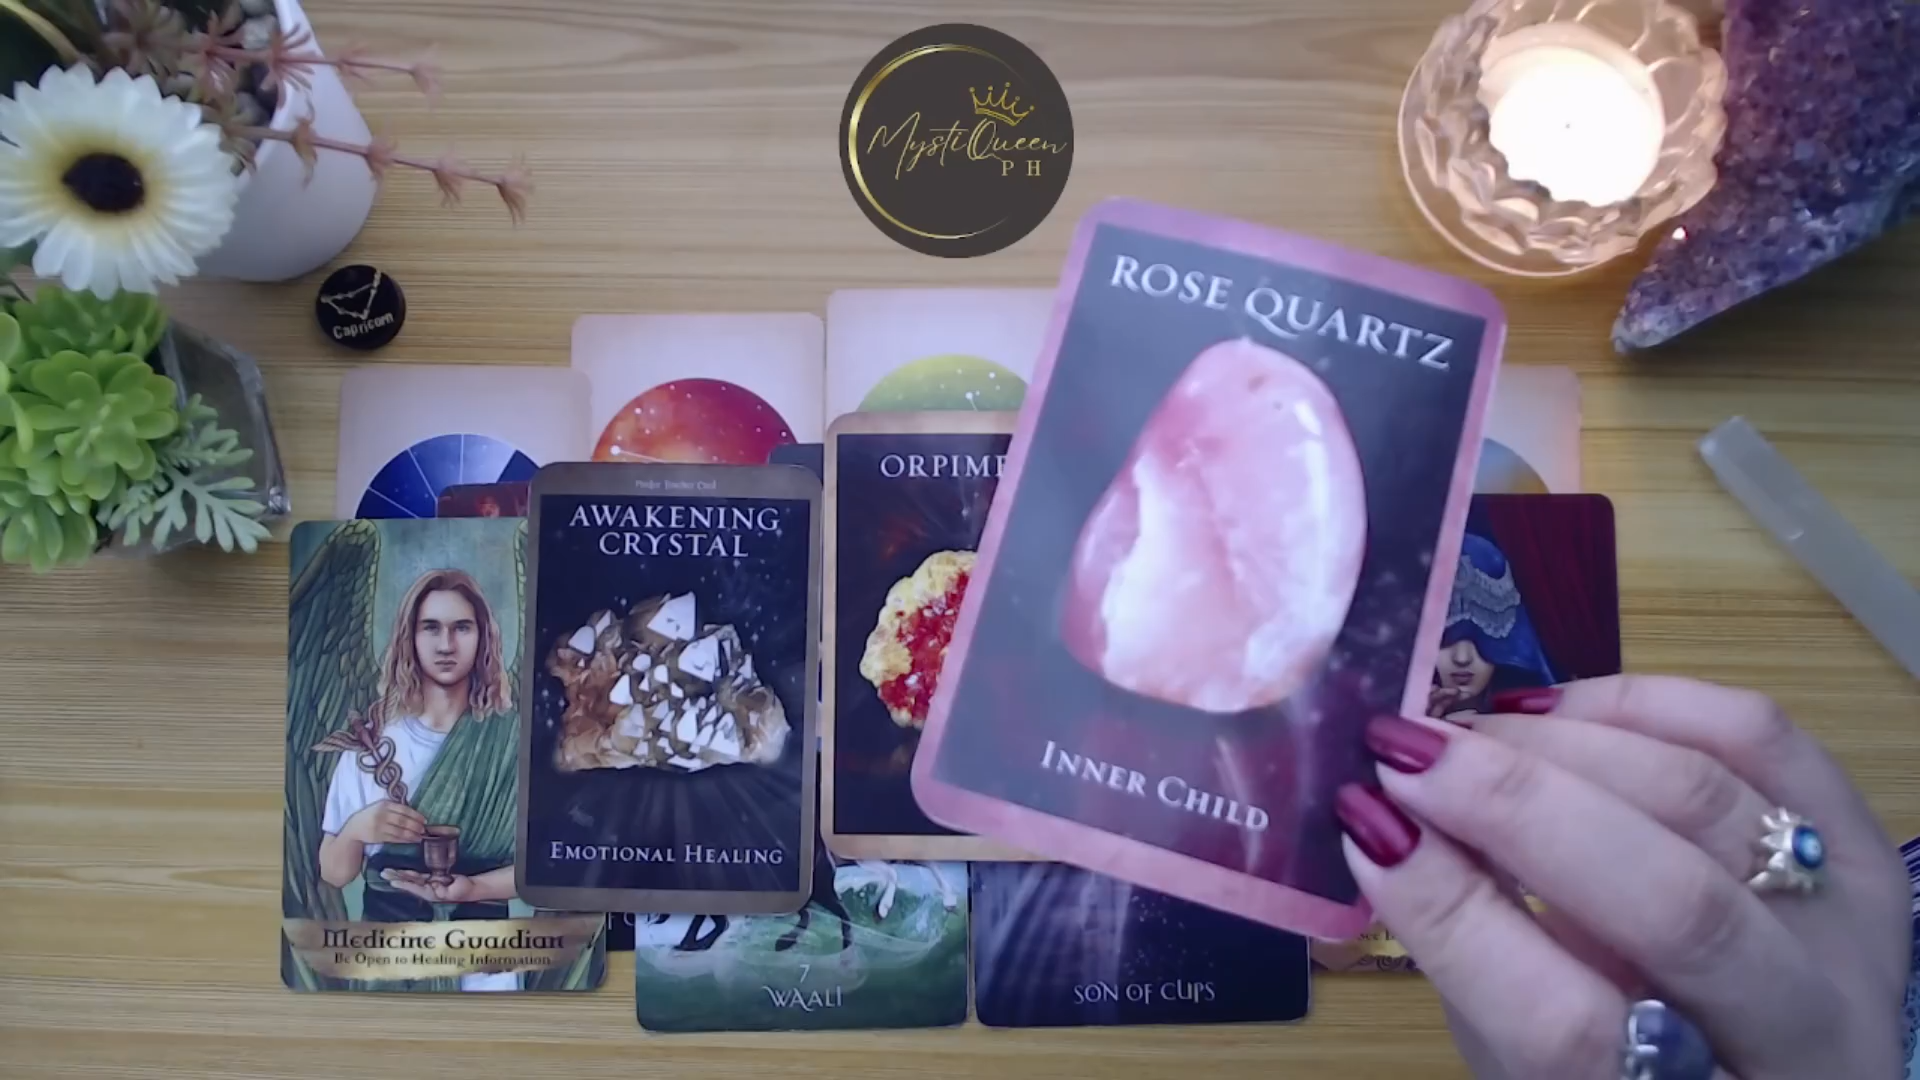 MystiQueen
PH
Capricorn
ROSE QUARTZ
INNER CHILD
AWAKENING
CRYSTAL
EMOTIONAL HEALING
Medicine Guardian
Be Open to Healing Information
7
WAALI
SON OF CUPS